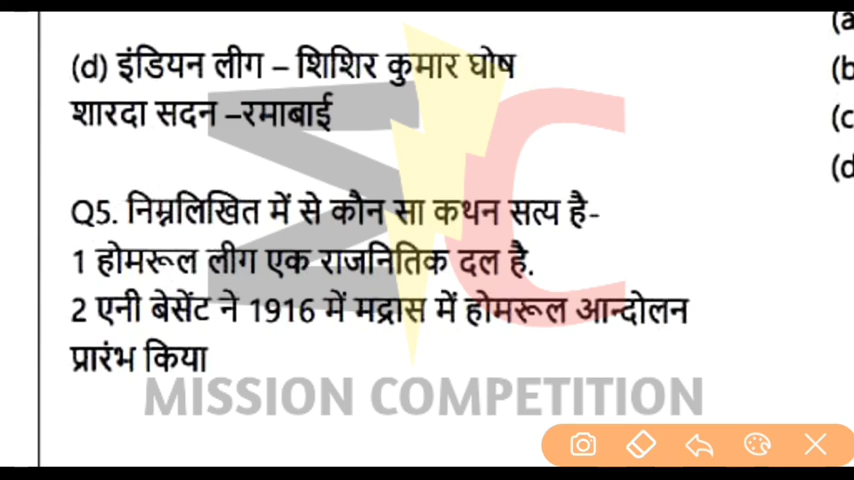 (d) इंडियन लीग – शिशिर कुमार घोष
शारदा सदन –रमाबाई
Q5. निम्नलिखित में से कौन सा कथन सत्य है-
1 होमरूल लीग एक राजनितिक दल है.
2 एनी बेसेंट ने 1916 में मद्रास में होमरूल आन्दोलन
प्रारंभ किया
MISSION COMPETITION
(a
(b
(c
(d